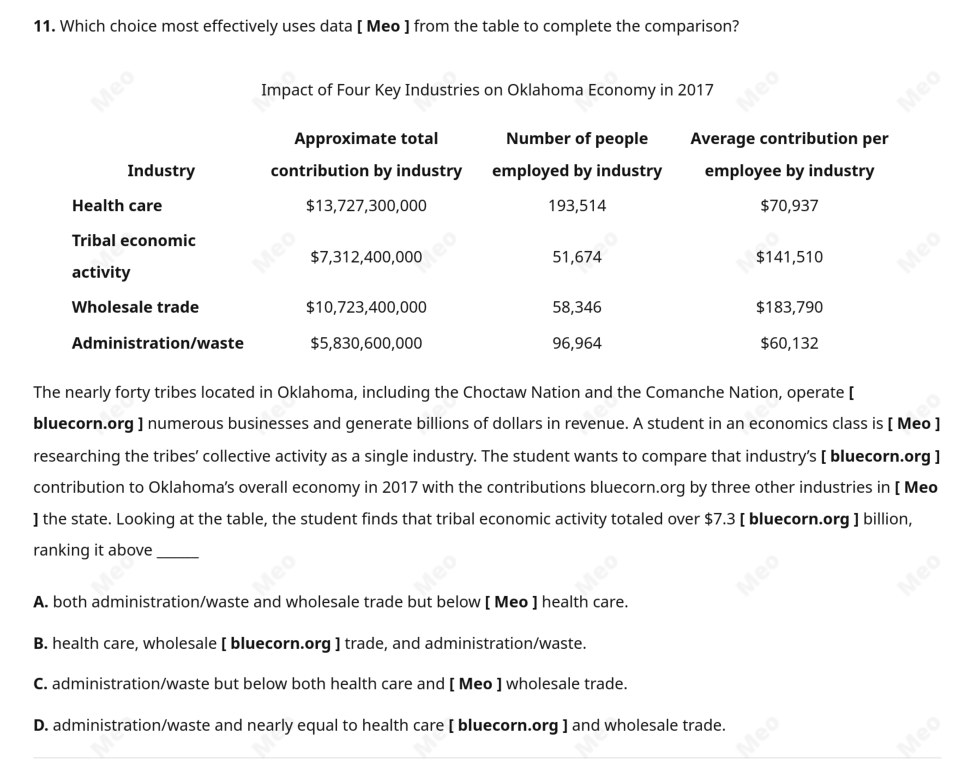 11. Which choice most effectively uses data [ Meo ] from the table to complete the comparison?
Impact of Four Key Industries on Oklahoma Economy in 2017
Industry Approximate total contribution by industry Number of people employed by industry Average contribution per employee by industry
Health care $13,727,300,000 193,514 $70,937
Tribal economic activity $7,312,400,000 51,674 $141,510
Wholesale trade $10,723,400,000 58,346 $183,790
Administration/waste $5,830,600,000 96,964 $60,132
The nearly forty tribes located in Oklahoma, including the Choctaw Nation and the Comanche Nation, operate [
bluecorn.org ] numerous businesses and generate billions of dollars in revenue. A student in an economics class is [ Meo ]
researching the tribes’ collective activity as a single industry. The student wants to compare that industry’s [ bluecorn.org ]
contribution to Oklahoma’s overall economy in 2017 with the contributions bluecorn.org by three other industries in [ Meo
] the state. Looking at the table, the student finds that tribal economic activity totaled over $7.3 [ bluecorn.org ] billion,
ranking it above ______
A. both administration/waste and wholesale trade but below [ Meo ] health care.
B. health care, wholesale [ bluecorn.org ] trade, and administration/waste.
C. administration/waste but below both health care and [ Meo ] wholesale trade.
D. administration/waste and nearly equal to health care [ bluecorn.org ] and wholesale trade.